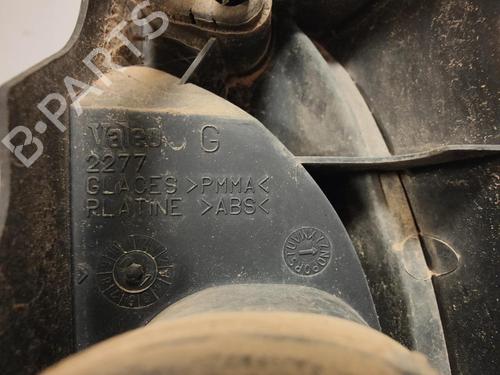 B-PARTS
Valeo G
2277
GLACES >PMMA<
PLATINE >ABS<